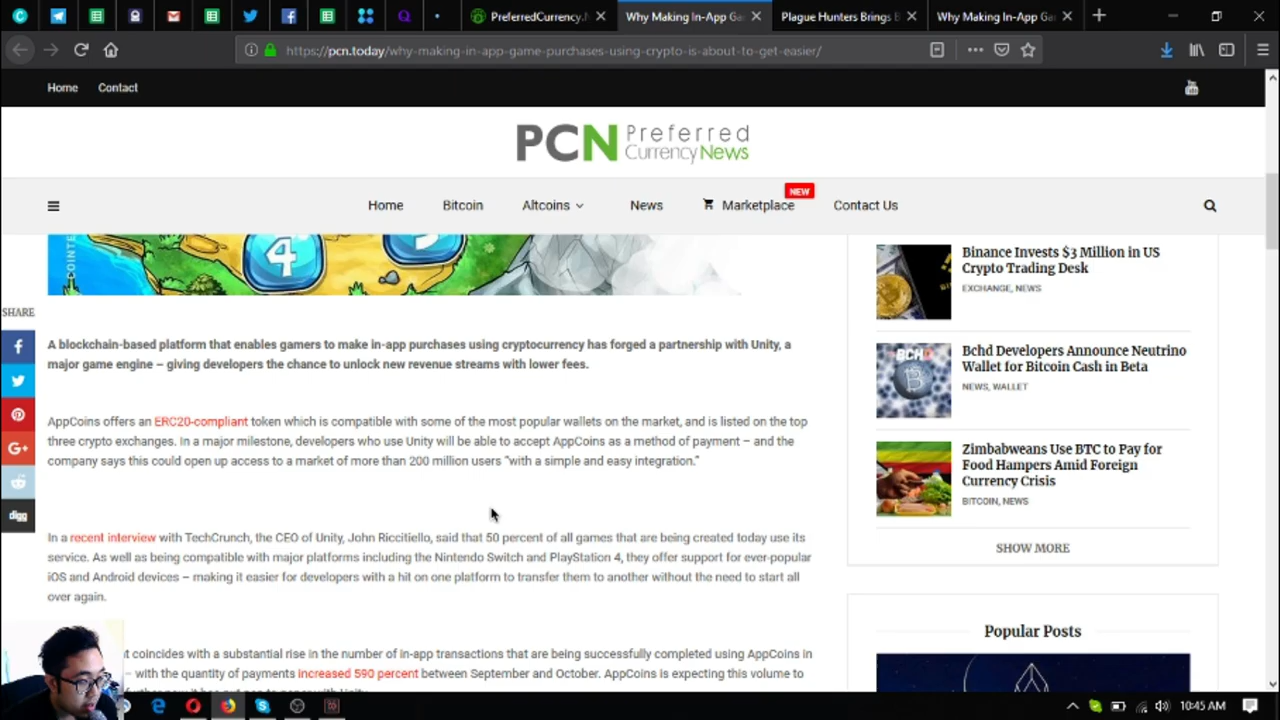 PreferredCurrency.
Why Making In-App Ga
Plague Hunters Brings B
Why Making In-App Ga
https://pcn.today/why-making-in-app-game-purchases-using-crypto-is-about-to-get-easier/
Home Contact
PCN Preferred
Currency News
NEW
Home Bitcoin Altcoins News Marketplace Contact Us
4
SHARE
A blockchain-based platform that enables gamers to make in-app purchases using cryptocurrency has forged a partnership with Unity, a
major game engine – giving developers the chance to unlock new revenue streams with lower fees.
AppCoins offers an ERC20-compliant token which is compatible with some of the most popular wallets on the market, and is listed on the top
three crypto exchanges. In a major milestone, developers who use Unity will be able to accept AppCoins as a method of payment – and the
company says this could open up access to a market of more than 200 million users “with a simple and easy integration.”
In a recent interview with TechCrunch, the CEO of Unity, John Riccitiello, said that 50 percent of all games that are being created today use its
service. As well as being compatible with major platforms including the Nintendo Switch and PlayStation 4, they offer support for ever-popular
iOS and Android devices – making it easier for developers with a hit on one platform to transfer them to another without the need to start all
over again.
coincides with a substantial rise in the number of in-app transactions that are being successfully completed using AppCoins in
– with the quantity of payments increased 590 percent between September and October. AppCoins is expecting this volume to
digg
Binance Invests $3 Million in US
Crypto Trading Desk
EXCHANGE, NEWS
BCHD
Bchd Developers Announce Neutrino
Wallet for Bitcoin Cash in Beta
NEWS, WALLET
Zimbabweans Use BTC to Pay for
Food Hampers Amid Foreign
Currency Crisis
BITCOIN, NEWS
SHOW MORE
Popular Posts
10:45 AM